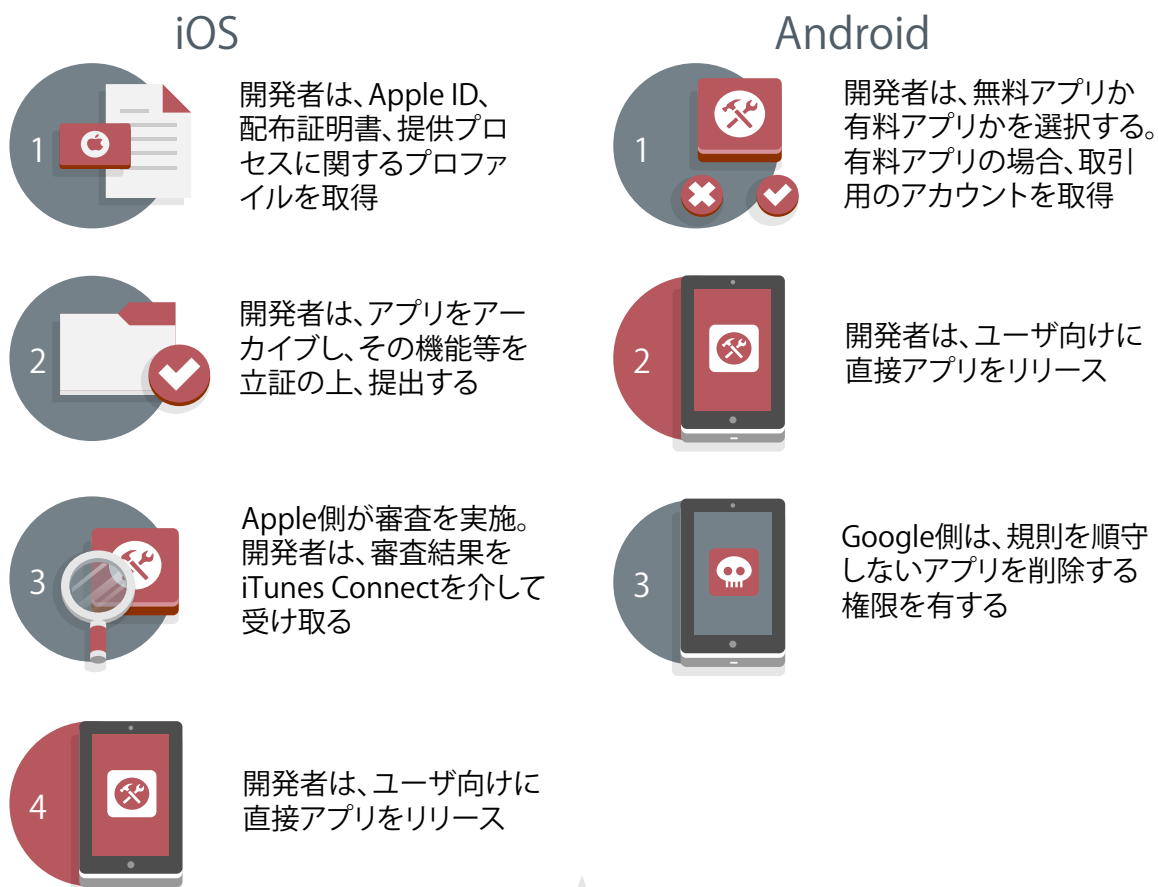 iOS
1
開発者は、Apple ID、
配布証明書、提供プロ
セスに関するプロファ
イルを取得
2
開発者は、アプリをアー
カイブし、その機能等を
立証の上、提出する
3
Apple側が審査を実施。
開発者は、審査結果を
iTunes Connectを介して
受け取る
4
開発者は、ユーザ向けに
直接アプリをリリース
Android
1
開発者は、無料アプリか
有料アプリかを選択する。
有料アプリの場合、取引
用のアカウントを取得
2
開発者は、ユーザ向けに
直接アプリをリリース
3
Google側は、規則を順守
しないアプリを削除する
権限を有する